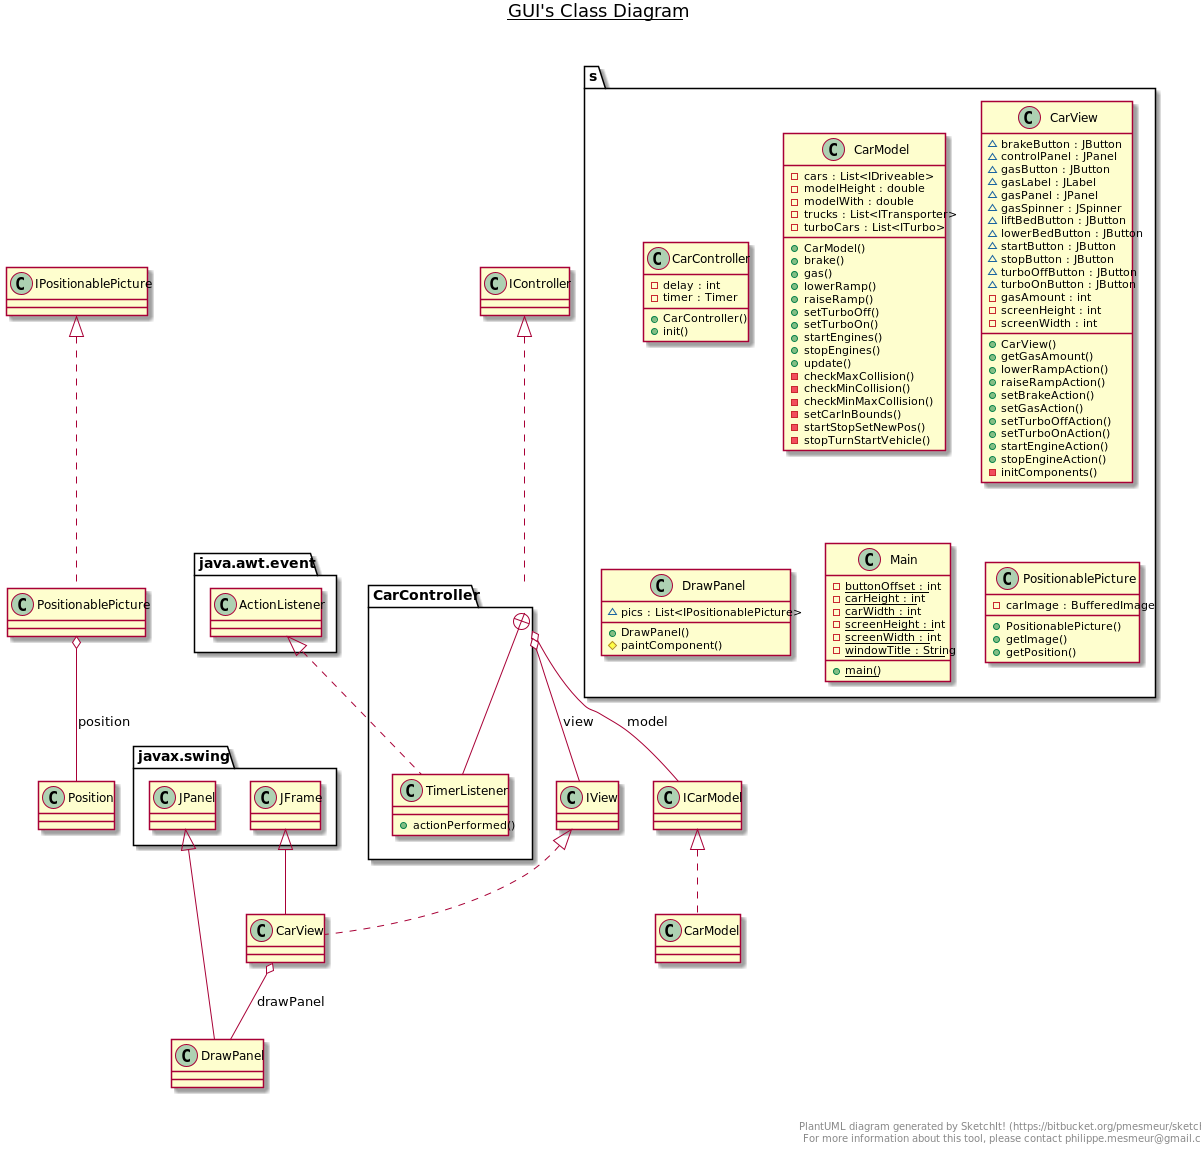 GUI's Class Diagram
s
C CarController
delay : int
timer : Timer
CarController()
init()
C CarModel
cars : List<IDriveable>
modelHeight : double
modelWith : double
trucks : List<ITransporter>
turboCars : List<ITurbo>
CarModel()
brake()
gas()
lowerRamp()
raiseRamp()
setTurboOff()
setTurboOn()
startEngines()
stopEngines()
update()
checkMaxCollision()
checkMinCollision()
checkMinMaxCollision()
setCarInBounds()
startStopSetNewPos()
stopTurnStartVehicle()
C CarView
brakeButton : JButton
controlPanel : JPanel
gasButton : JButton
gasLabel : JLabel
gasPanel : JPanel
gasSpinner : JSpinner
liftBedButton : JButton
lowerBedButton : JButton
startButton : JButton
stopButton : JButton
turboOffButton : JButton
turboOnButton : JButton
gasAmount : int
screenHeight : int
screenWidth : int
CarView()
getGasAmount()
lowerRampAction()
raiseRampAction()
setBrakeAction()
setGasAction()
setTurboOffAction()
setTurboOnAction()
startEngineAction()
stopEngineAction()
initComponents()
C IPositionablePicture
C IController
C DrawPanel
pics : List<IPositionablePicture>
DrawPanel()
paintComponent()
C Main
buttonOffset : int
carHeight : int
carWidth : int
screenHeight : int
screenWidth : int
windowTitle : String
main()
C PositionablePicture
carImage : BufferedImage
PositionablePicture()
getImage()
getPosition()
C PositionablePicture
java.awt.event
C ActionListener
CarController
position
view
model
javax.swing
C Position
C JPanel
C JFrame
C TimerListener
actionPerformed()
C IView
C ICarModel
C CarView
C CarModel
drawPanel
C DrawPanel
PlantUML diagram generated by SketchIt! (https://bitbucket.org/pmesmeur/sketch
For more information about this tool, please contact philippe.mesmeur@gmail.c